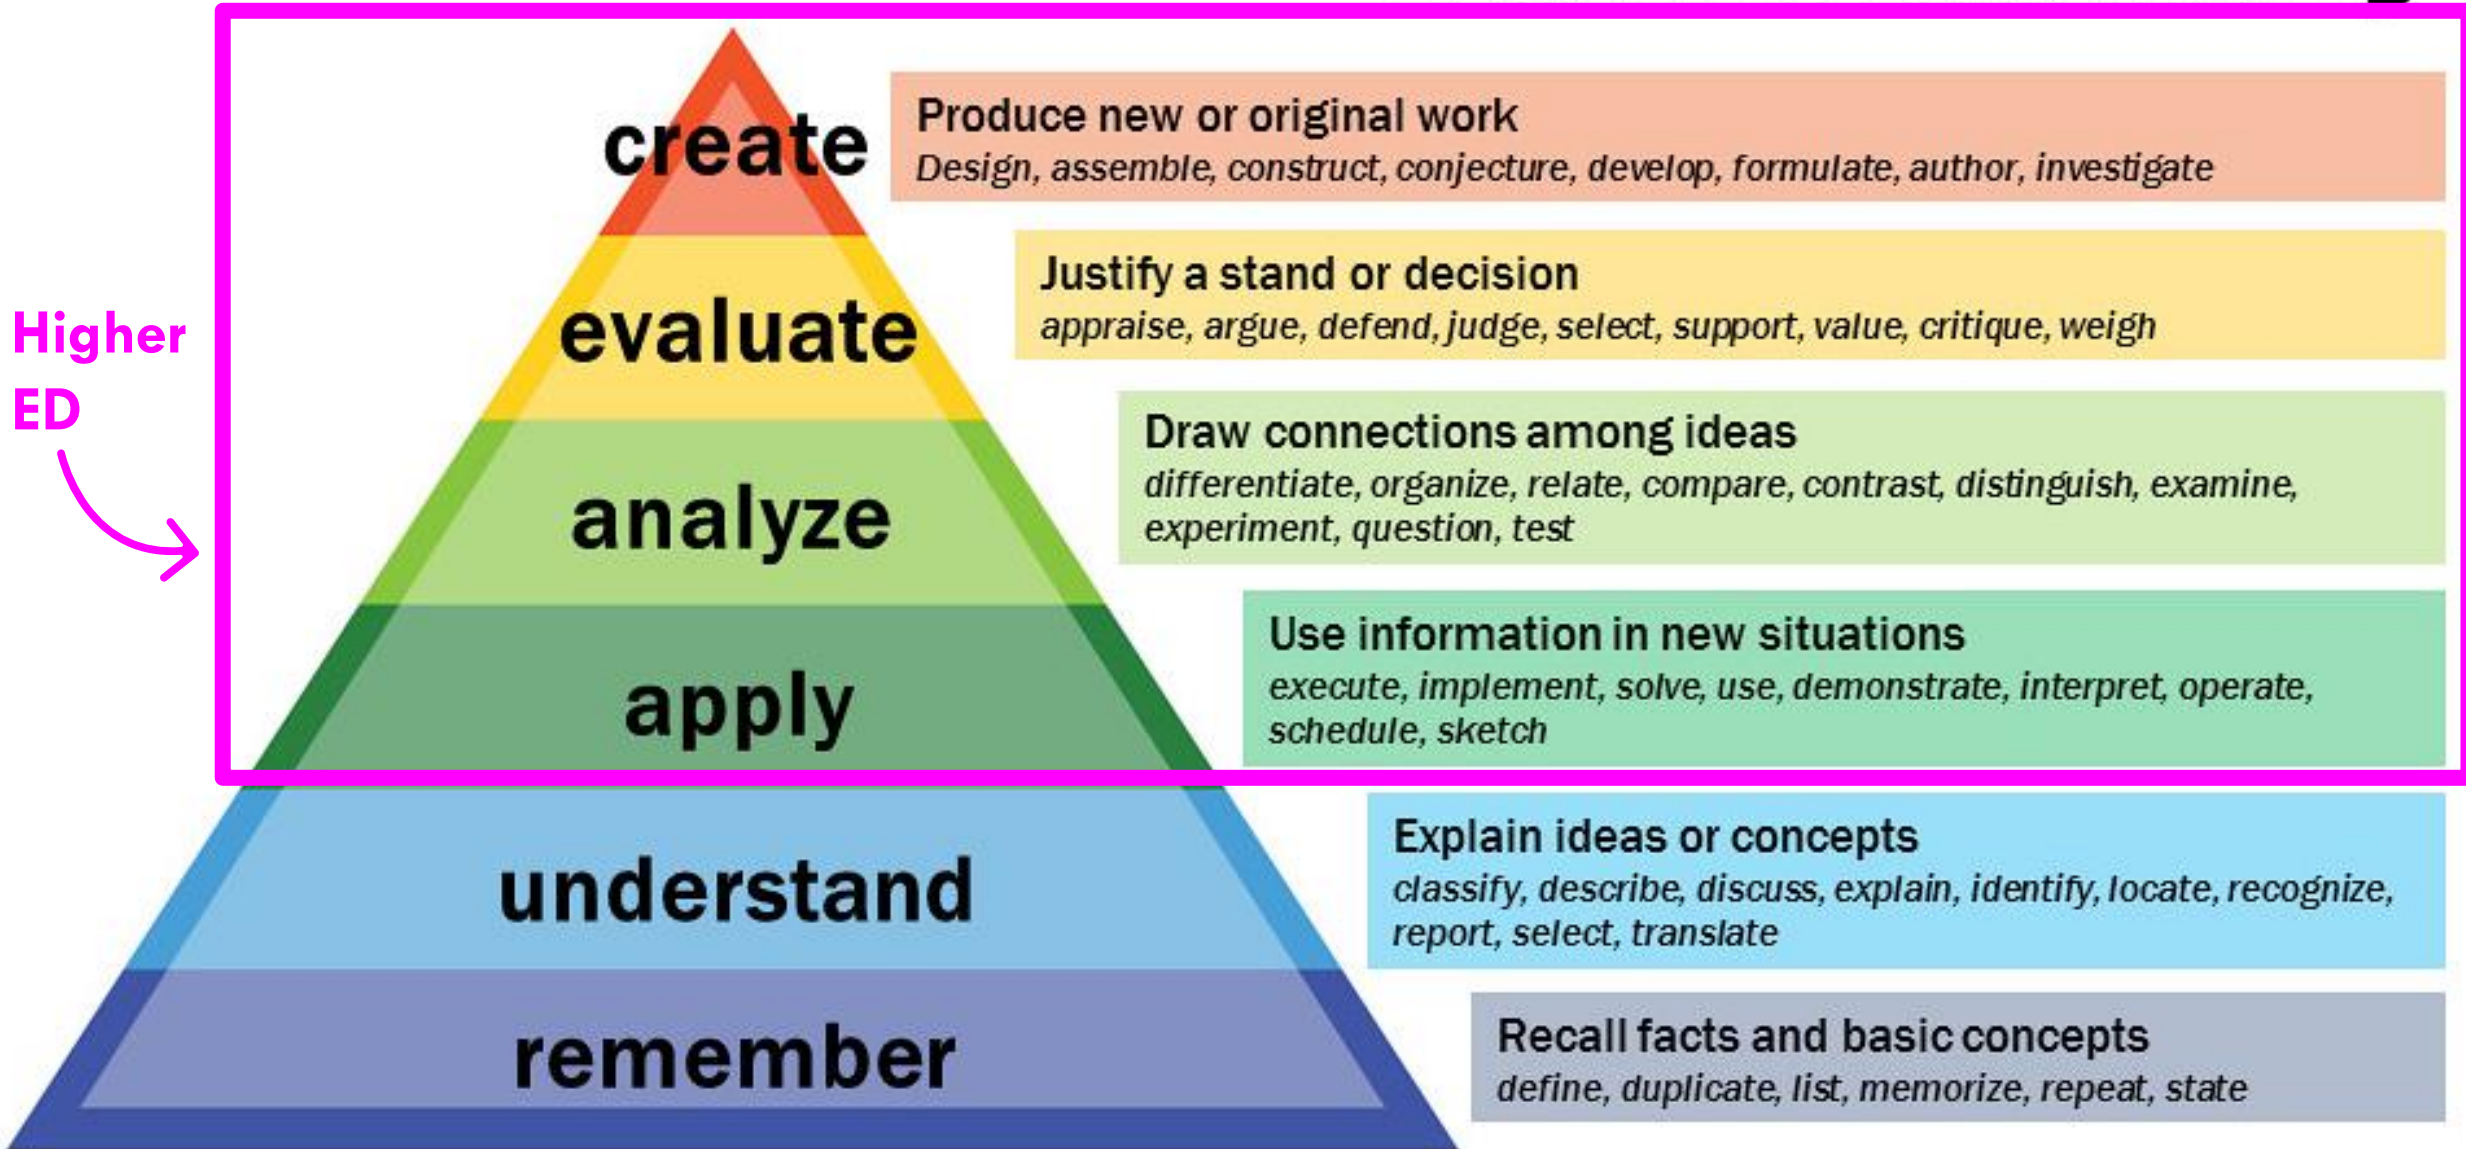 create
Produce new or original work
Design, assemble, construct, conjecture, develop, formulate, author, investigate
Higher
ED
evaluate
Justify a stand or decision
appraise, argue, defend, judge, select, support, value, critique, weigh
analyze
Draw connections among ideas
differentiate, organize, relate, compare, contrast, distinguish, examine,
experiment, question, test
apply
Use information in new situations
execute, implement, solve, use, demonstrate, interpret, operate,
schedule, sketch
understand
Explain ideas or concepts
classify, describe, discuss, explain, identify, locate, recognize,
report, select, translate
remember
Recall facts and basic concepts
define, duplicate, list, memorize, repeat, state